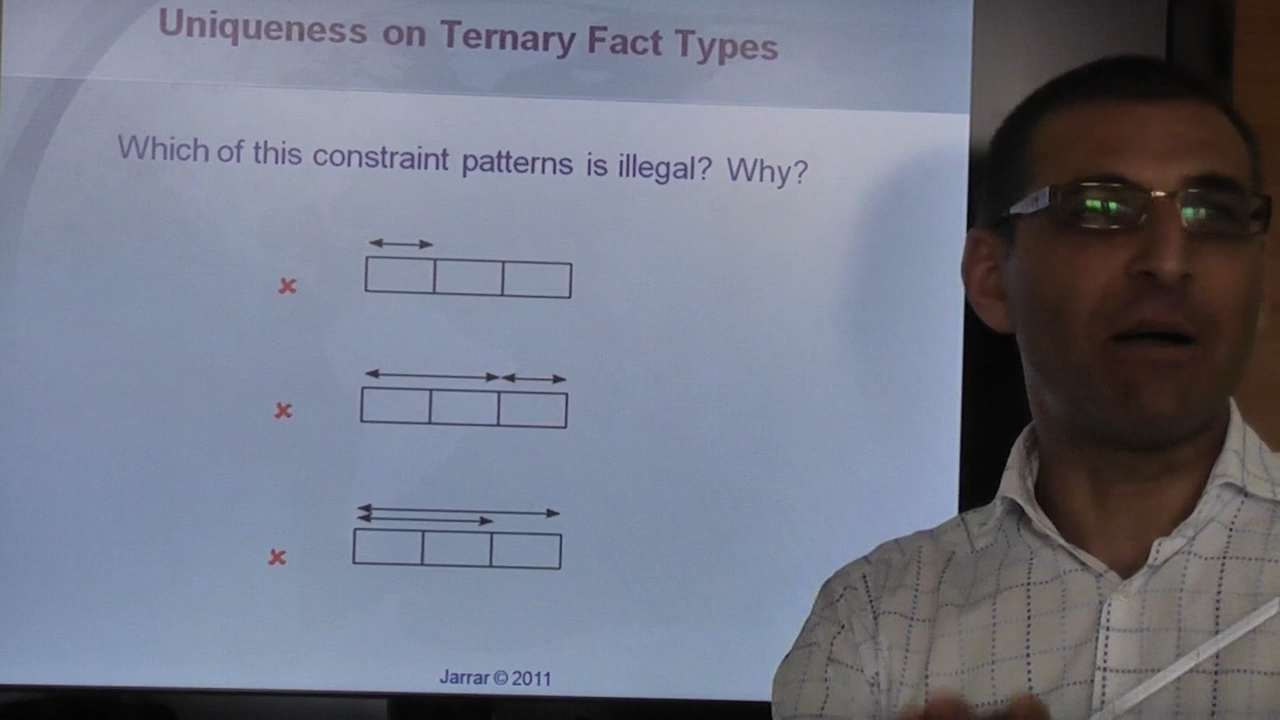 Uniqueness on Ternary Fact Types
Which of this constraint patterns is illegal? Why?
Jarrar © 2011